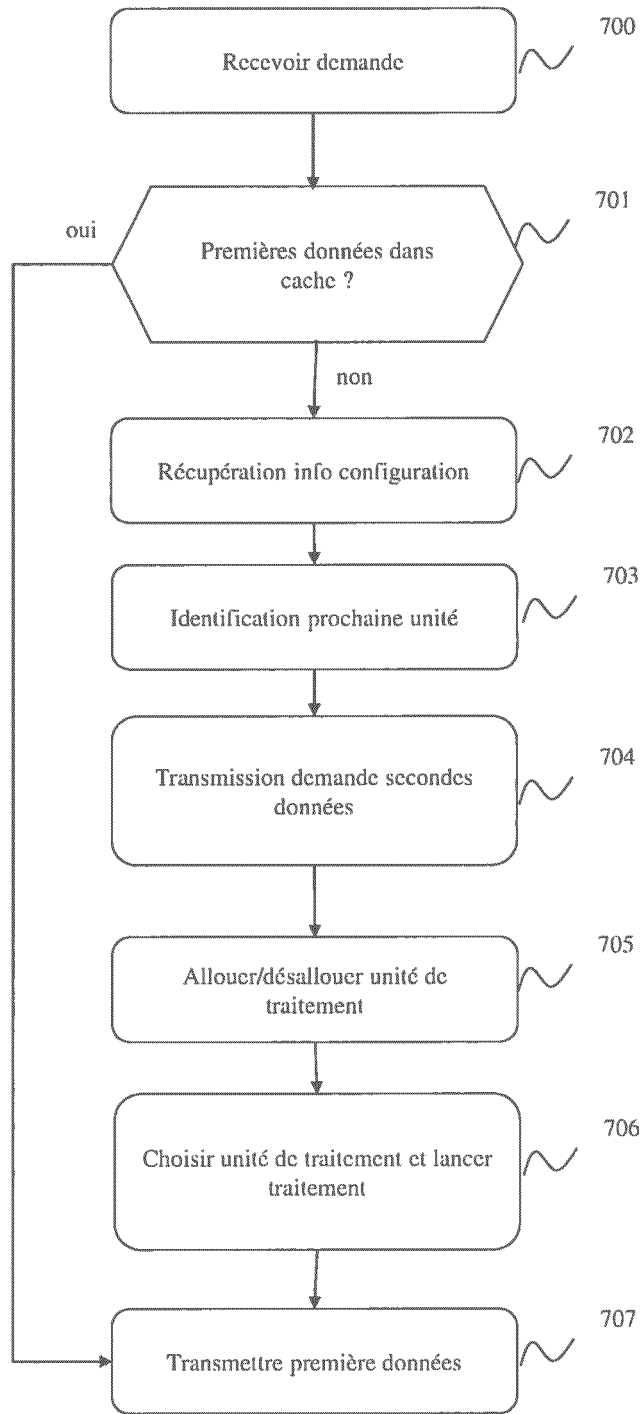 700
Recevoir demande
701
oui
Premières données dans
cache ?
non
702
Récupération info configuration
703
Identification prochaine unité
704
Transmission demande secondes
données
705
Allouer/désallouer unité de
traitement
706
Choisir unité de traitement et lancer
traitement
707
Transmettre première données